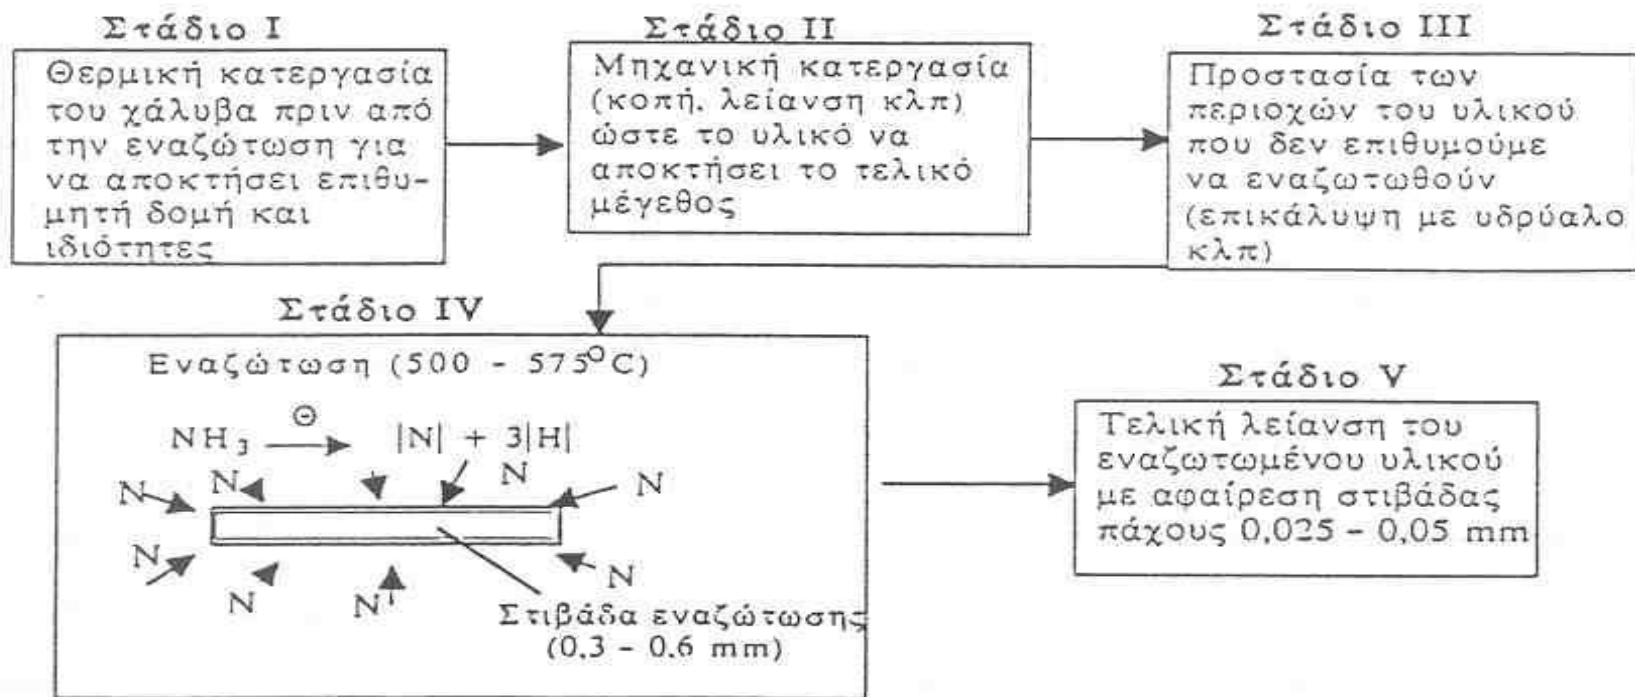 Στάδιο I
Θερμική κατεργασία
του χάλυβα πριν από
την εναζώτωση για
να αποκτήσει επιθυ-
μητή δομή και
ιδιότητες
Στάδιο II
Μηχανική κατεργασία
(κοπή, λείανση κλπ)
ώστε το υλικό να
αποκτήσει το τελικό
μέγεθος
Στάδιο III
Προστασία των
περιοχών του υλικού
που δεν επιθυμούμε
να εναζωτωθούν
(επικάλυψη με υδρύαλο
κλπ)
Στάδιο IV
Εναζώτωση (500 - 575°C)
Θ
NH₃ → |N| + 3|H|
N N N N
N N N N
Στιβάδα εναζώτωσης
(0,3 - 0,6 mm)
Στάδιο V
Τελική λείανση του
εναζωτωμένου υλικού
με αφαίρεση στιβάδας
πάχους 0,025 - 0,05 mm